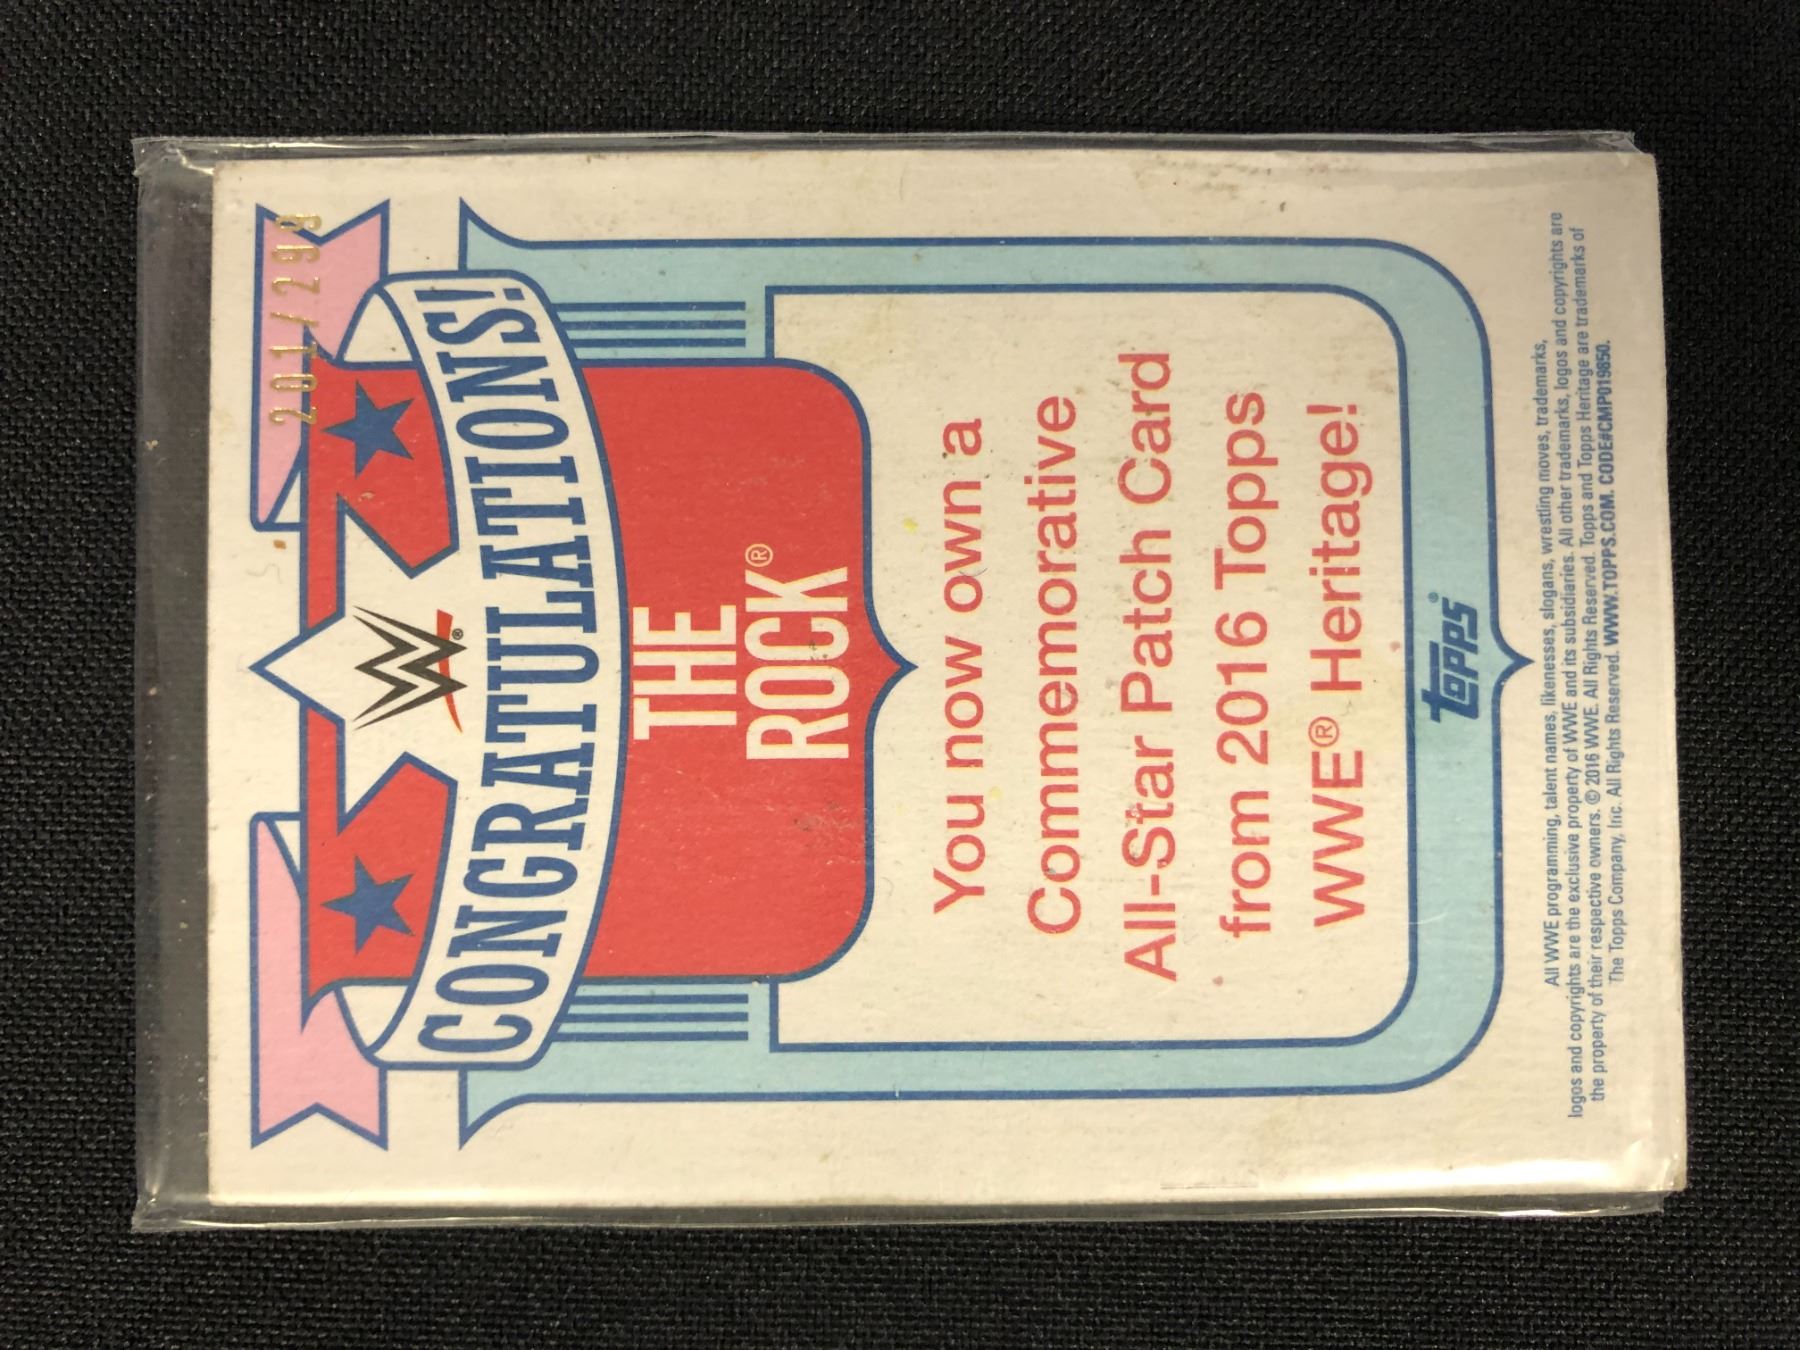 201/299
W®
CONGRATULATIONS!
THE
ROCK®
You now own a
Commemorative
All-Star Patch Card
from 2016 Topps
WWE® Heritage!
topps®
All WWE programming, talent names, likenesses, slogans, wrestling moves, trademarks,
logos and copyrights are the exclusive property of WWE and its subsidiaries. All other trademarks, logos and copyrights are
the property of their respective owners. © 2016 WWE. All Rights Reserved. Topps and Topps Heritage are trademarks of
The Topps Company, Inc. All Rights Reserved. WWW.TOPPS.COM. CODE#CMP019850.